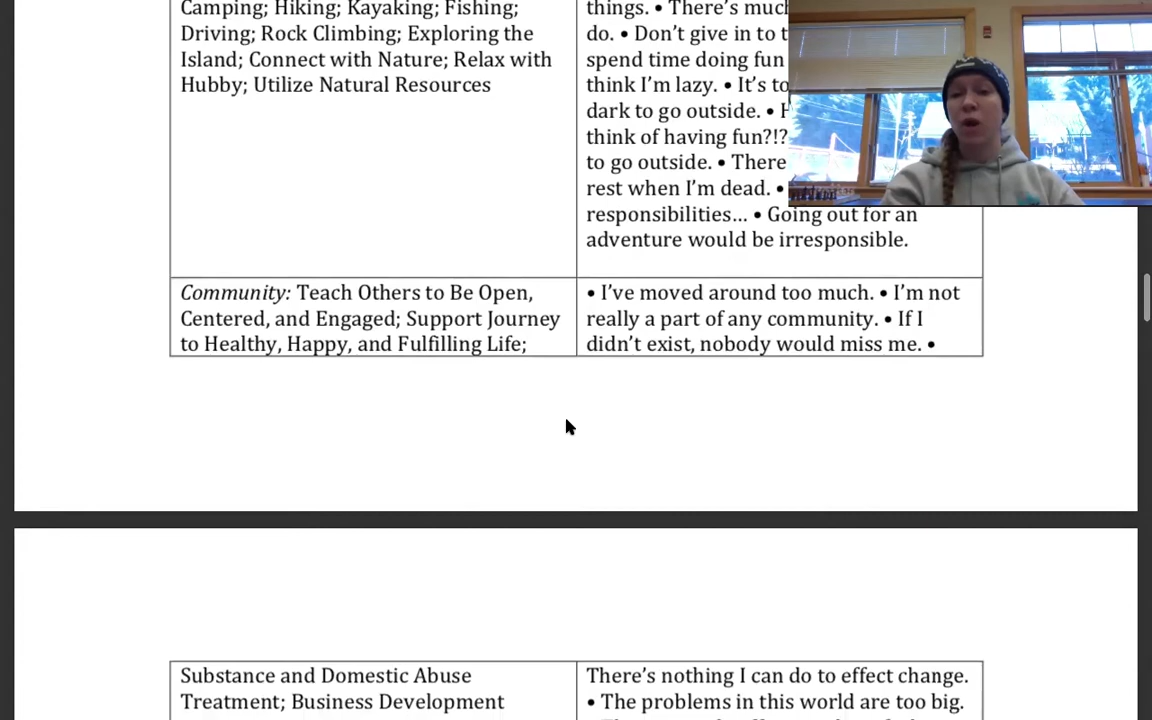 Camping; Hiking; Kayaking; Fishing;
Driving; Rock Climbing; Exploring the
Island; Connect with Nature; Relax with
Hubby; Utilize Natural Resources
things. • There's much
do. • Don't give in to t
spend time doing fun
think I'm lazy. • It's to
dark to go outside. •
think of having fun?!?
to go outside. • There
rest when I'm dead. •
responsibilities... • Going out for an
adventure would be irresponsible.
Community: Teach Others to Be Open,
Centered, and Engaged; Support Journey
to Healthy, Happy, and Fulfilling Life;
• I've moved around too much. • I'm not
really a part of any community. • If I
didn't exist, nobody would miss me. •
Substance and Domestic Abuse
Treatment; Business Development
There's nothing I can do to effect change.
• The problems in this world are too big.